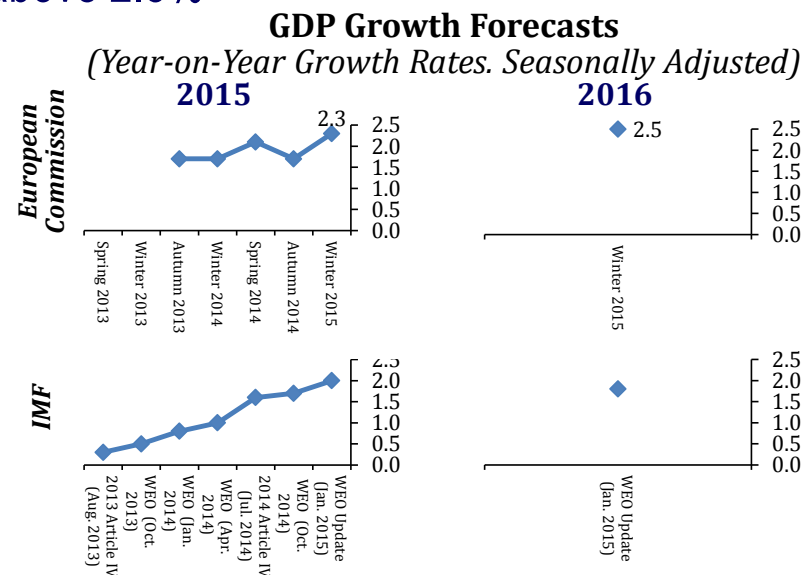 GDP Growth Forecasts
(Year-on-Year Growth Rates. Seasonally Adjusted)
2015
2016
European
Commission
2.3
2.5
2.0
1.5
1.0
0.5
0.0
Spring 2013
Winter 2013
Autumn 2013
Winter 2014
Spring 2014
Autumn 2014
Winter 2015
2.5
2.5
2.0
1.5
1.0
0.5
0.0
Winter 2015
IMF
2.5
2.0
1.5
1.0
0.5
0.0
2013 Article IV
(Aug. 2013)
WEO (Oct.
2013)
WEO (Jan.
2014)
WEO (Apr.
2014)
2014 Article IV
(Jul. 2014)
WEO (Oct.
2014)
WEO Update
(Jan. 2015)
2.5
2.0
1.5
1.0
0.5
0.0
WEO Update
(Jan. 2015)